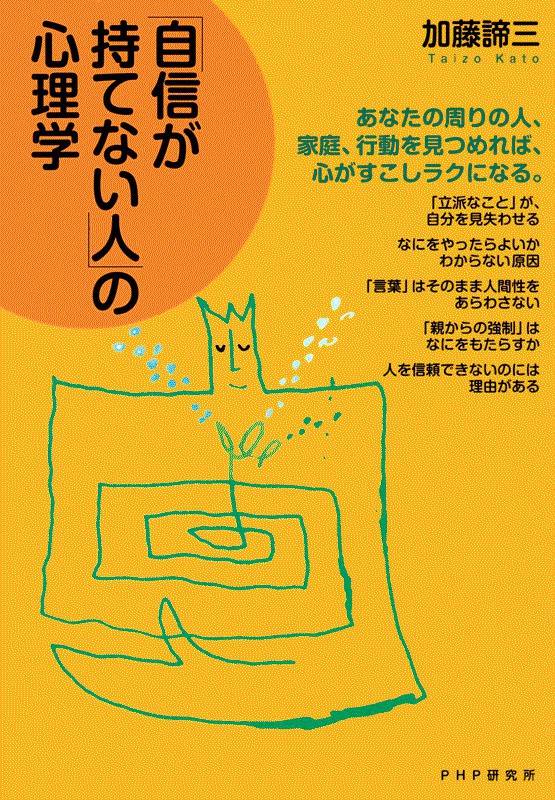 「自信が
持てない人」の
心理学
加藤諦三
Taizo Kato
あなたの周りの人、
家庭、行動を見つめれば、
心がすこしラクになる。
「立派なこと」が、
自分を見失わせる
なにをやったらよいか
わからない原因
「言葉」はそのまま人間性を
あらわさない
「親からの強制」は
なにをもたらすか
人を信頼できないのには
理由がある
PHP研究所